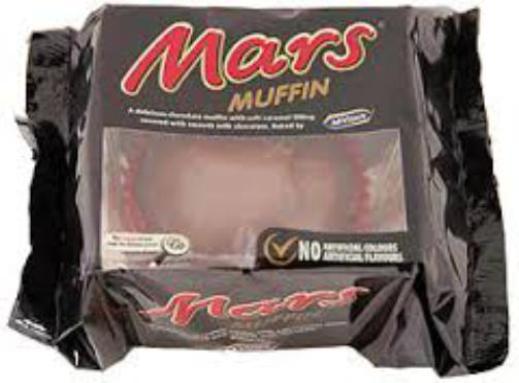 Mars
MUFFIN
A delicious chocolate muffin with soft caramel filling
covered with smooth milk chocolate. Baked by
McVitie's
NO ARTIFICIAL COLOURS
ARTIFICIAL FLAVOURS
Mars
MUFFIN